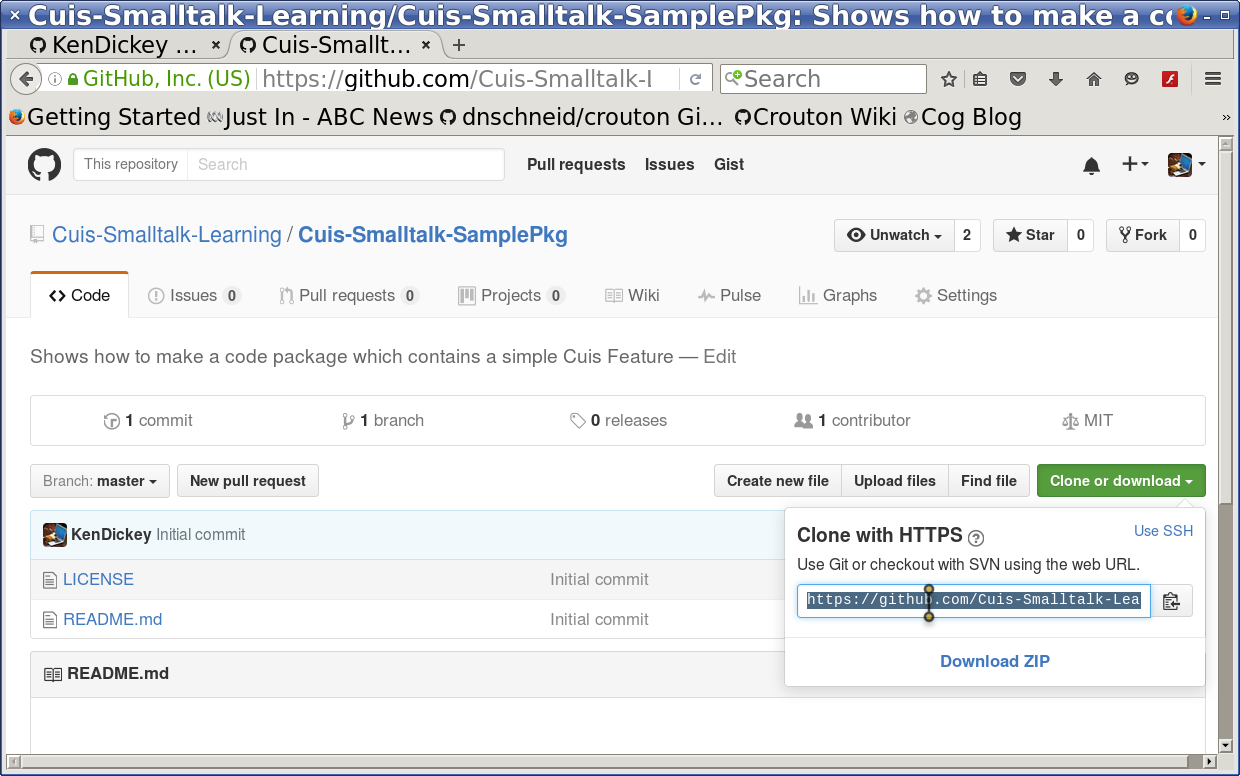 Cuis-Smalltalk-Learning/Cuis-Smalltalk-SamplePkg: Shows how to make a co
KenDickey ... Cuis-Smallt...
GitHub, Inc. (US) https://github.com/Cuis-Smalltalk-l Search
Getting Started Just In - ABC News dnschneid/crouton Gi... Crouton Wiki Cog Blog
This repository Search Pull requests Issues Gist
Cuis-Smalltalk-Learning / Cuis-Smalltalk-SamplePkg Unwatch 2 Star 0 Fork 0
Code Issues 0 Pull requests 0 Projects 0 Wiki Pulse Graphs Settings
Shows how to make a code package which contains a simple Cuis Feature — Edit
1 commit 1 branch 0 releases 1 contributor MIT
Branch: master New pull request Create new file Upload files Find file Clone or download
KenDickey Initial commit
LICENSE Initial commit
README.md Initial commit
README.md
Clone with HTTPS ? Use SSH
Use Git or checkout with SVN using the web URL.
https://github.com/Cuis-Smalltalk-Lea
Download ZIP